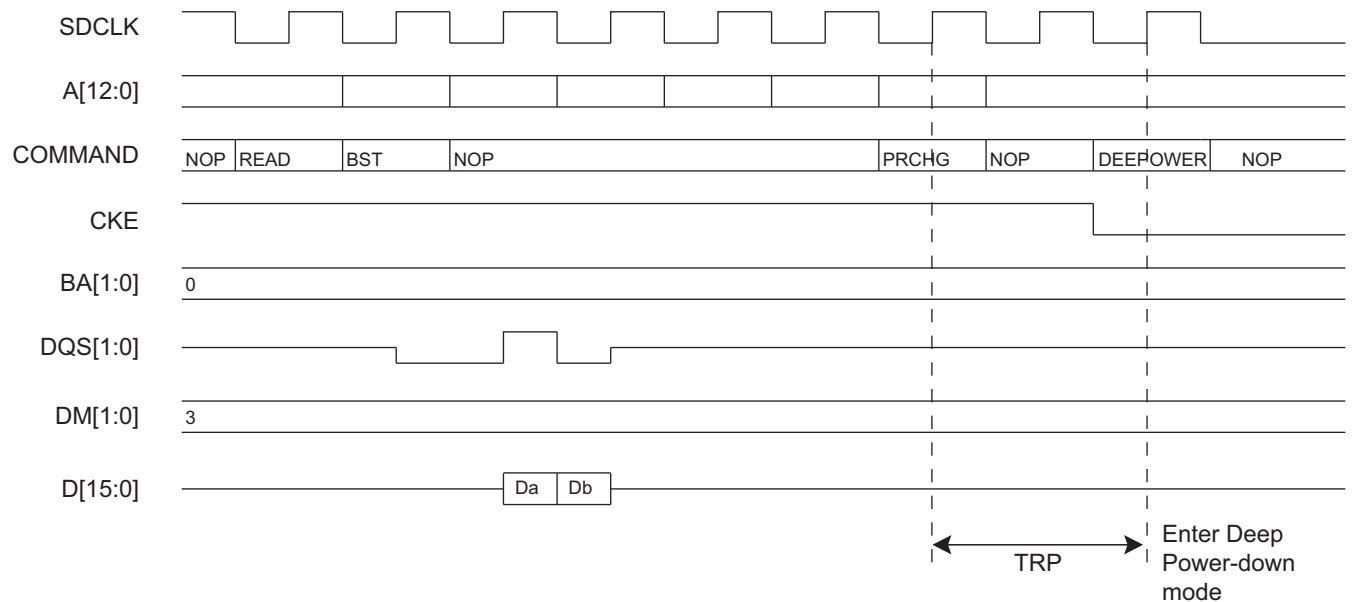 SDCLK
A[12:0]
COMMAND NOP READ BST NOP PRCHG NOP DEEPOWER NOP
CKE
BA[1:0] 0
DQS[1:0]
DM[1:0] 3
D[15:0] Da Db
TRP
Enter Deep
Power-down
mode